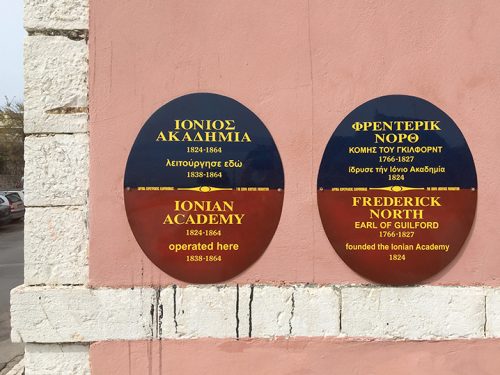 ΙΟΝΙΟΣ
ΑΚΑΔΗΜΙΑ
1824-1864
λειτούργησε εδώ
1838-1864
IONIAN
ACADEMY
1824-1864
operated here
1838-1864
ΦΡΕΝΤΕΡΙΚ
ΝΟΡΘ
ΚΟΜΗΣ ΤΟΥ ΓΚΙΛΦΟΡΝΤ
1766-1827
ίδρυσε τήν Ιόνιο Ακαδημία
1824
FREDERICK
NORTH
EARL OF GUILFORD
1766-1827
founded the Ionian Academy
1824